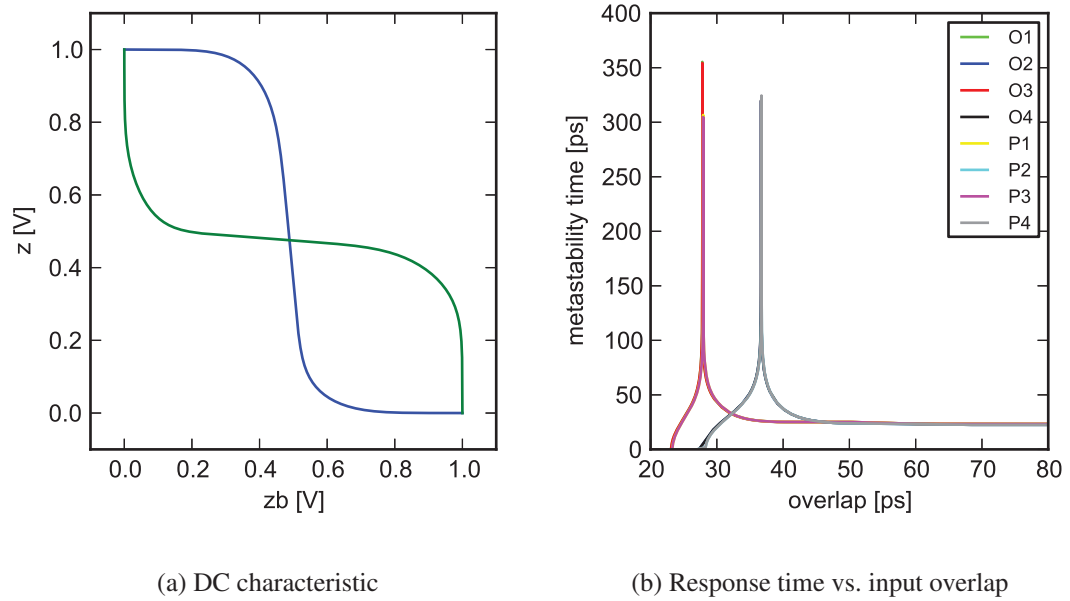 1.0
0.8
0.6
0.4
0.2
0.0
z [V]
0.0 0.2 0.4 0.6 0.8 1.0
zb [V]
400
350
300
250
200
150
100
50
0
metastability time [ps]
20 30 40 50 60 70 80
overlap [ps]
O1
O2
O3
O4
P1
P2
P3
P4
(a) DC characteristic
(b) Response time vs. input overlap